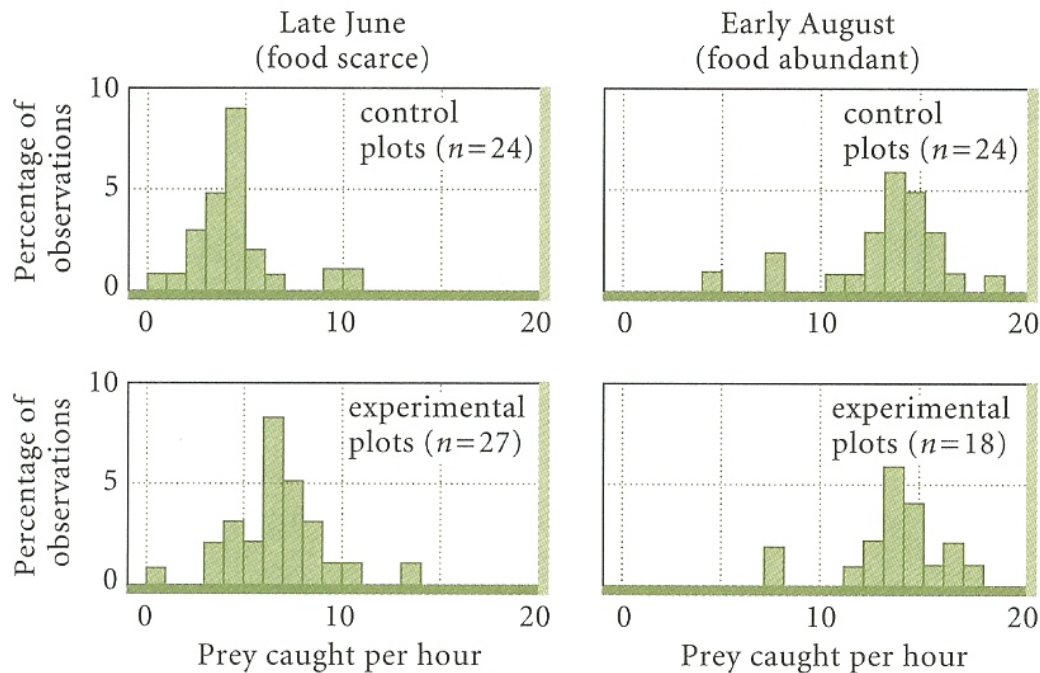 Late June
(food scarce)
Early August
(food abundant)
Percentage of
observations
10
5
0
control
plots (n=24)
0
10
20
control
plots (n=24)
0
10
20
Percentage of
observations
10
5
0
experimental
plots (n=27)
0
10
20
Prey caught per hour
experimental
plots (n=18)
0
10
20
Prey caught per hour